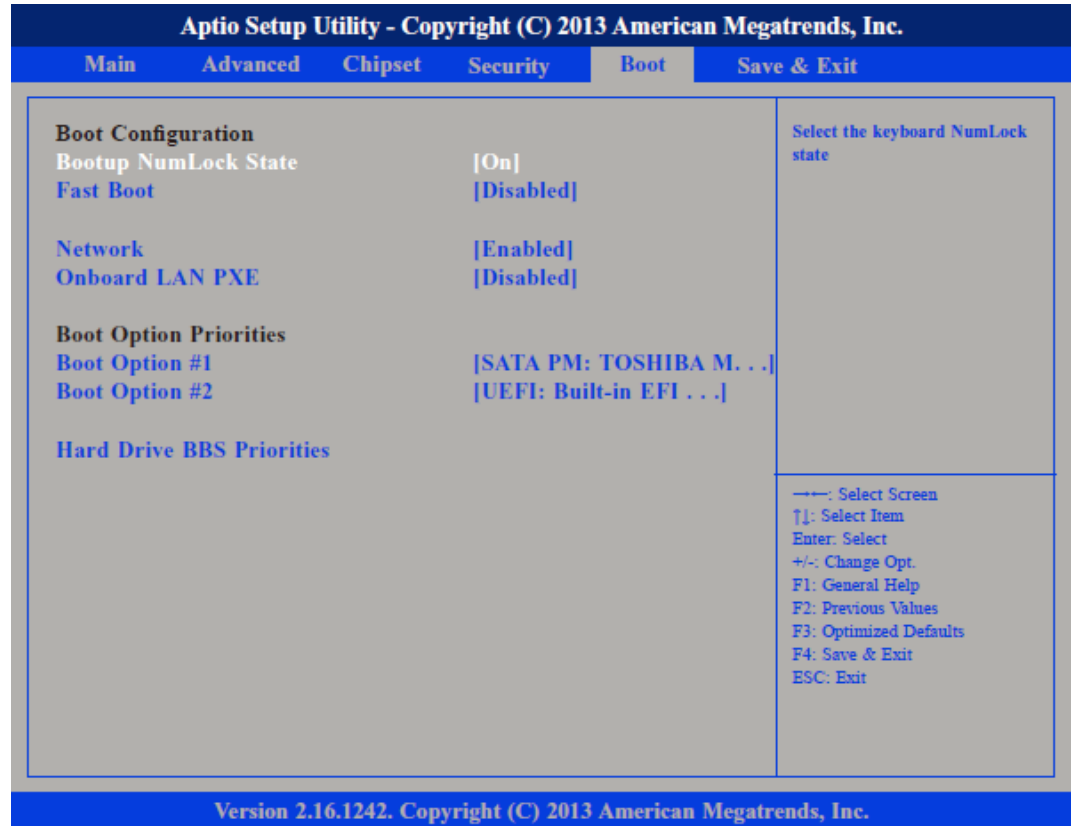 Aptio Setup Utility - Copyright (C) 2013 American Megatrends, Inc.
Main Advanced Chipset Security Boot Save & Exit
Boot Configuration
Bootup NumLock State [On]
Fast Boot [Disabled]
Network [Enabled]
Onboard LAN PXE [Disabled]
Boot Option Priorities
Boot Option #1 [SATA PM: TOSHIBA M. . .]
Boot Option #2 [UEFI: Built-in EFI . . .]
Hard Drive BBS Priorities
Select the keyboard NumLock
state
→←: Select Screen
↑↓: Select Item
Enter: Select
+/-: Change Opt.
F1: General Help
F2: Previous Values
F3: Optimized Defaults
F4: Save & Exit
ESC: Exit
Version 2.16.1242. Copyright (C) 2013 American Megatrends, Inc.